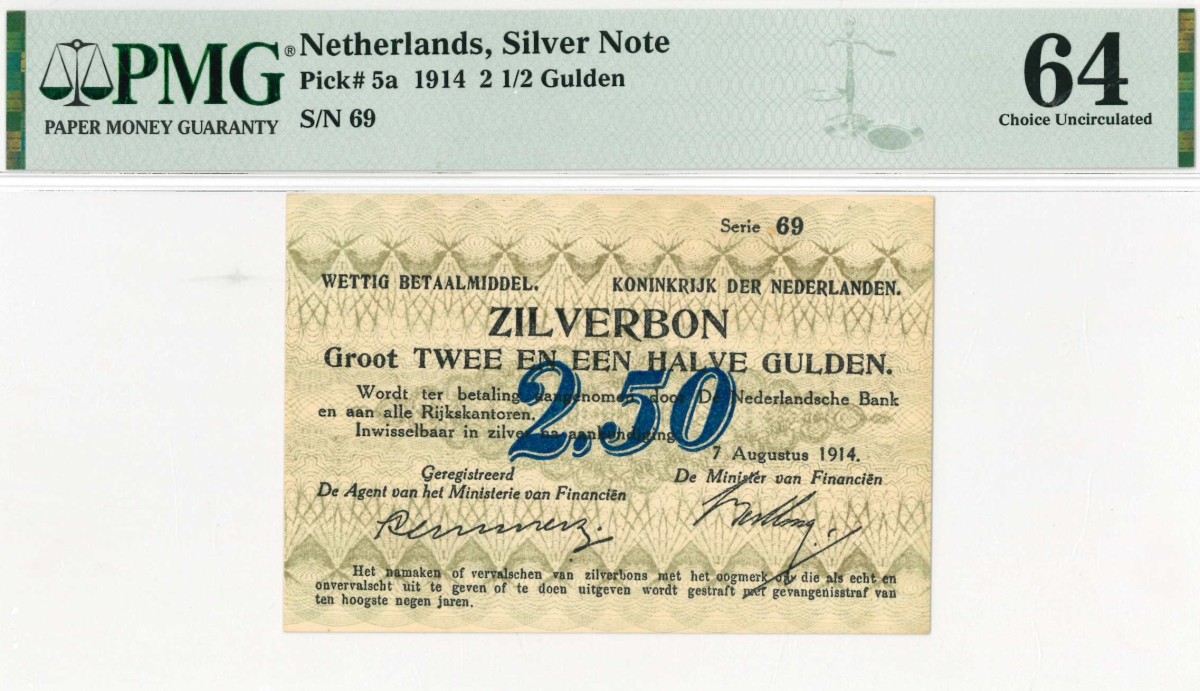 PMG®
PAPER MONEY GUARANTY
Netherlands, Silver Note
Pick# 5a 1914 2 1/2 Gulden
S/N 69
64
Choice Uncirculated
Serie 69
WETTIG BETAALMIDDEL. KONINKRIJK DER NEDERLANDEN.
ZILVERBON
Groot TWEE EN EEN HALVE GULDEN.
2,50
Wordt ter betaling aangenomen door De Nederlandsche Bank
en aan alle Rijkskantoren.
Inwisselbaar in zilver na aankondiging
7 Augustus 1914.
Geregistreerd
De Agent van het Ministerie van Financiën
De Minister van Financiën
Het namaken of vervalschen van zilverbons met het oogmerk om die als echt en
onvervalscht uit te geven of te doen uitgeven wordt gestraft met gevangenisstraf van
ten hoogste negen jaren.